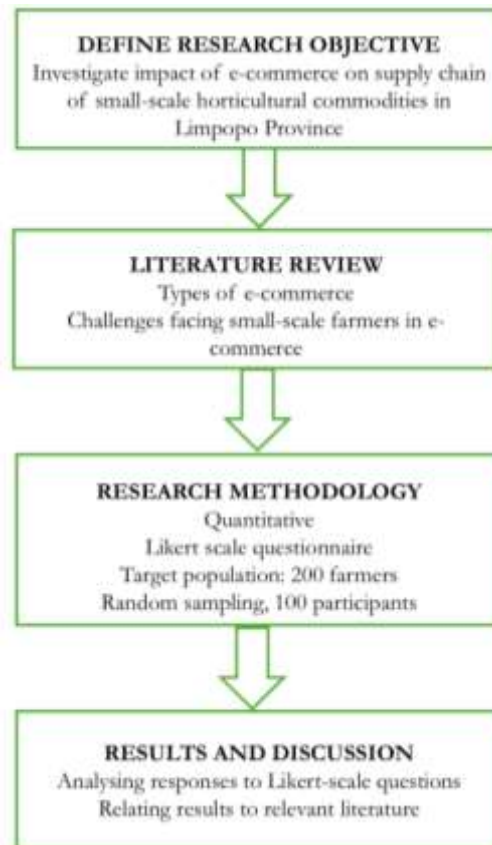 DEFINE RESEARCH OBJECTIVE
Investigate impact of e-commerce on supply chain
of small-scale horticultural commodities in
Limpopo Province
LITERATURE REVIEW
Types of e-commerce
Challenges facing small-scale farmers in e-
commerce
RESEARCH METHODOLOGY
Quantitative
Likert scale questionnaire
Target population: 200 farmers
Random sampling, 100 participants
RESULTS AND DISCUSSION
Analysing responses to Likert-scale questions
Relating results to relevant literature